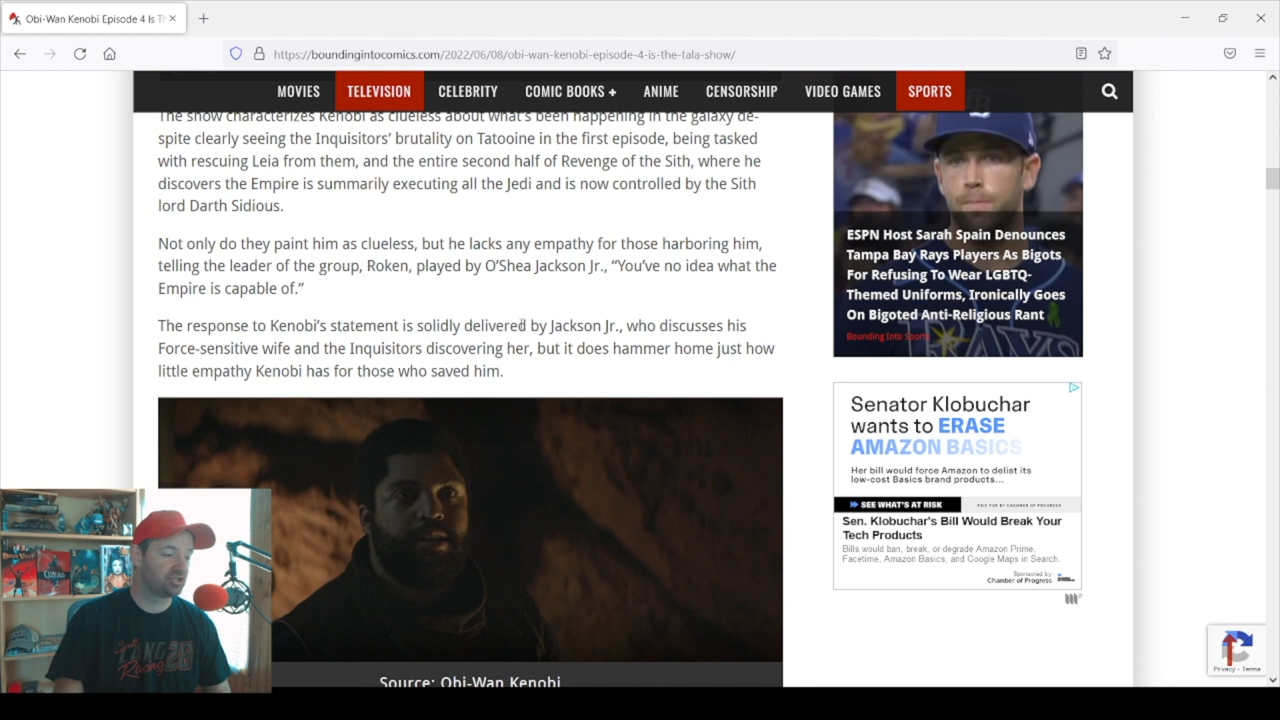 Obi-Wan Kenobi Episode 4 Is Th
https://boundingintocomics.com/2022/06/08/obi-wan-kenobi-episode-4-is-the-tala-show/
MOVIES
TELEVISION
CELEBRITY
COMIC BOOKS +
ANIME
CENSORSHIP
VIDEO GAMES
SPORTS
The show characterizes Kenobi as clueless about what's been happening in the galaxy de-
spite clearly seeing the Inquisitors' brutality on Tatooine in the first episode, being tasked
with rescuing Leia from them, and the entire second half of Revenge of the Sith, where he
discovers the Empire is summarily executing all the Jedi and is now controlled by the Sith
lord Darth Sidious.
Not only do they paint him as clueless, but he lacks any empathy for those harboring him,
telling the leader of the group, Roken, played by O'Shea Jackson Jr., “You've no idea what the
Empire is capable of.”
The response to Kenobi's statement is solidly delivered by Jackson Jr., who discusses his
Force-sensitive wife and the Inquisitors discovering her, but it does hammer home just how
little empathy Kenobi has for those who saved him.
Source: Obi-Wan Kenobi
ESPN Host Sarah Spain Denounces
Tampa Bay Rays Players As Bigots
For Refusing To Wear LGBTQ-
Themed Uniforms, Ironically Goes
On Bigoted Anti-Religious Rant
Bounding Into Sports
RAYS
Senator Klobuchar
wants to ERASE
AMAZON BASICS
Her bill would force Amazon to delist its
low-cost Basics brand products...
SEE WHAT'S AT RISK
PAID FOR BY CHAMBER OF PROGRESS
Sen. Klobuchar's Bill Would Break Your
Tech Products
Bills would ban, break, or degrade Amazon Prime,
Facetime, Amazon Basics, and Google Maps in Search.
Sponsored by
Chamber of Progress
Privacy - Terms
Racing